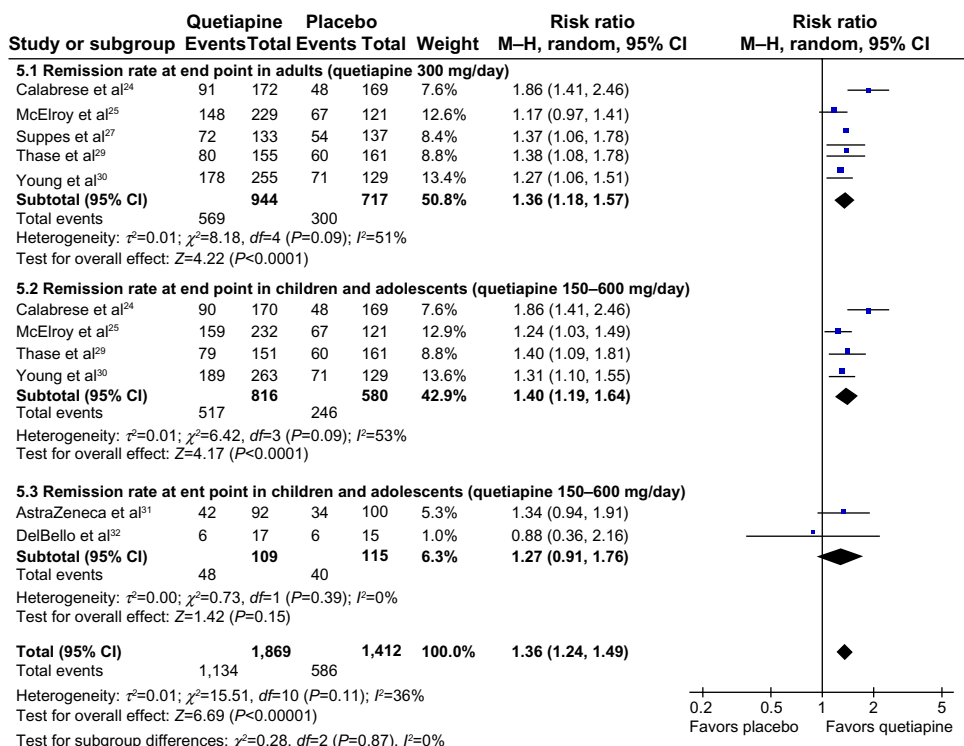 Quetiapine Placebo Risk ratio Risk ratio
Study or subgroup Events Total Events Total Weight M–H, random, 95% CI M–H, random, 95% CI
5.1 Remission rate at end point in adults (quetiapine 300 mg/day)
Calabrese et al24 91 172 48 169 7.6% 1.86 (1.41, 2.46)
McElroy et al25 148 229 67 121 12.6% 1.17 (0.97, 1.41)
Suppes et al27 72 133 54 137 8.4% 1.37 (1.06, 1.78)
Thase et al29 80 155 60 161 8.8% 1.38 (1.08, 1.78)
Young et al30 178 255 71 129 13.4% 1.27 (1.06, 1.51)
Subtotal (95% CI) 944 717 50.8% 1.36 (1.18, 1.57)
Total events 569 300
Heterogeneity: τ²=0.01; χ²=8.18, df=4 (P=0.09); I²=51%
Test for overall effect: Z=4.22 (P<0.0001)
5.2 Remission rate at end point in children and adolescents (quetiapine 150–600 mg/day)
Calabrese et al24 90 170 48 169 7.6% 1.86 (1.41, 2.46)
McElroy et al25 159 232 67 121 12.9% 1.24 (1.03, 1.49)
Thase et al29 79 151 60 161 8.8% 1.40 (1.09, 1.81)
Young et al30 189 263 71 129 13.6% 1.31 (1.10, 1.55)
Subtotal (95% CI) 816 580 42.9% 1.40 (1.19, 1.64)
Total events 517 246
Heterogeneity: τ²=0.01; χ²=6.42, df=3 (P=0.09); I²=53%
Test for overall effect: Z=4.17 (P<0.0001)
5.3 Remission rate at ent point in children and adolescents (quetiapine 150–600 mg/day)
AstraZeneca et al31 42 92 34 100 5.3% 1.34 (0.94, 1.91)
DelBello et al32 6 17 6 15 1.0% 0.88 (0.36, 2.16)
Subtotal (95% CI) 109 115 6.3% 1.27 (0.91, 1.76)
Total events 48 40
Heterogeneity: τ²=0.00; χ²=0.73, df=1 (P=0.39); I²=0%
Test for overall effect: Z=1.42 (P=0.15)
Total (95% CI) 1,869 1,412 100.0% 1.36 (1.24, 1.49)
Total events 1,134 586
Heterogeneity: τ²=0.01; χ²=15.51, df=10 (P=0.11); I²=36%
Test for overall effect: Z=6.69 (P<0.00001)
Test for subgroup differences: χ²=0.28, df=2 (P=0.87), I²=0%
0.2 0.5 1 2 5
Favors placebo Favors quetiapine